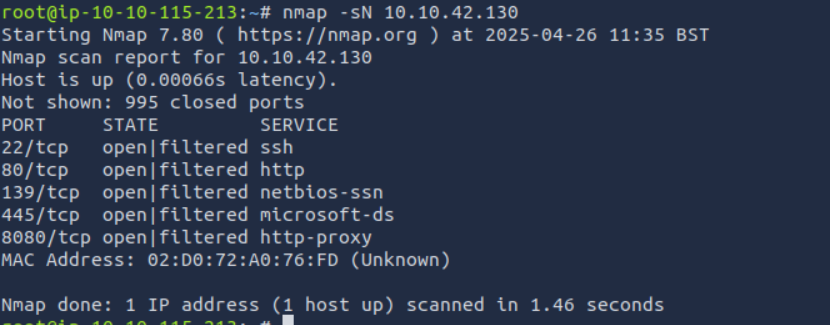 root@ip-10-10-115-213:~# nmap -sN 10.10.42.130
Starting Nmap 7.80 ( https://nmap.org ) at 2025-04-26 11:35 BST
Nmap scan report for 10.10.42.130
Host is up (0.00066s latency).
Not shown: 995 closed ports
PORT     STATE         SERVICE
22/tcp   open|filtered ssh
80/tcp   open|filtered http
139/tcp  open|filtered netbios-ssn
445/tcp  open|filtered microsoft-ds
8080/tcp open|filtered http-proxy
MAC Address: 02:D0:72:A0:76:FD (Unknown)
Nmap done: 1 IP address (1 host up) scanned in 1.46 seconds
root@ip-10-10-115-213:~#